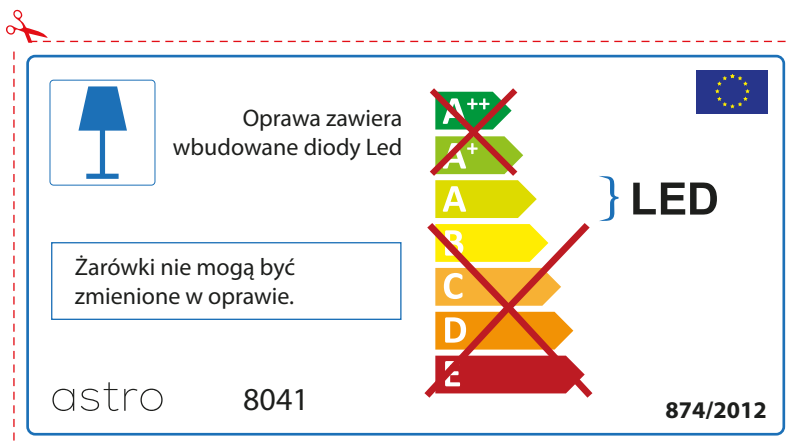 Oprawa zawiera
wbudowane diody Led
A++
A+
A
B
C
D
E
LED
Żarówki nie mogą być
zmienione w oprawie.
astro
8041
874/2012